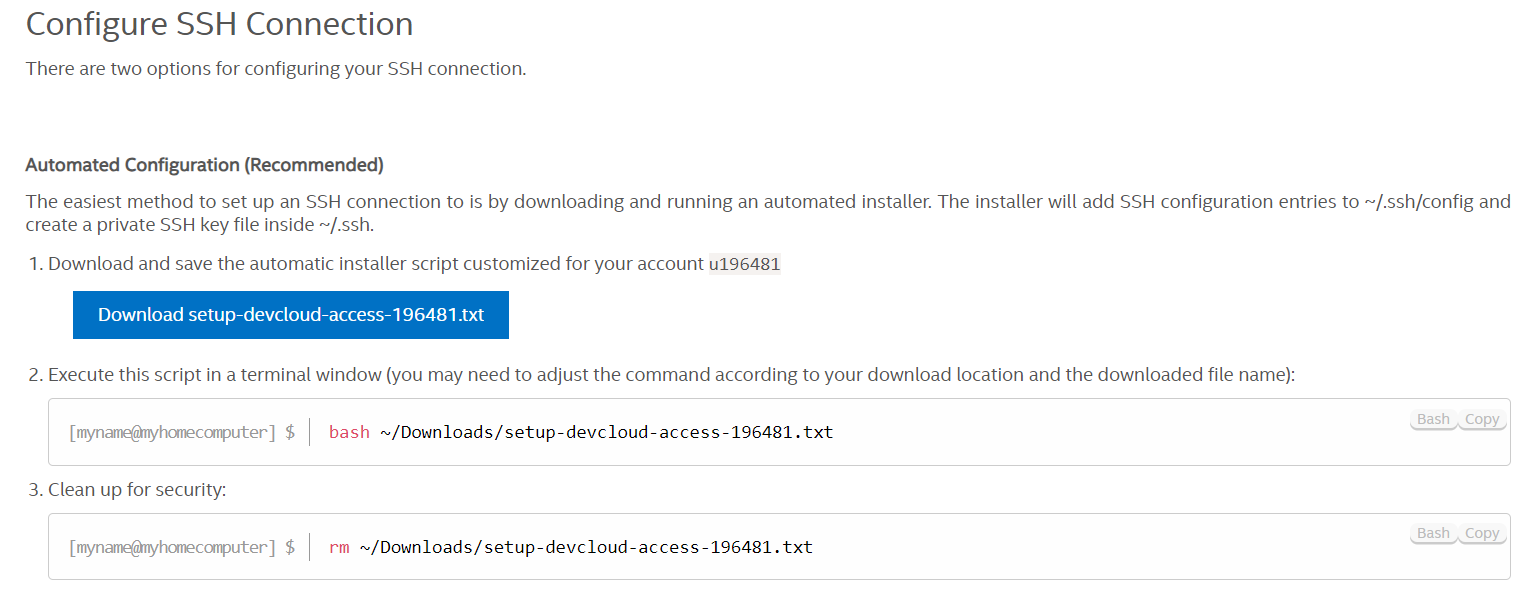 Configure SSH Connection
There are two options for configuring your SSH connection.
Automated Configuration (Recommended)
The easiest method to set up an SSH connection to is by downloading and running an automated installer. The installer will add SSH configuration entries to ~/.ssh/config and
create a private SSH key file inside ~/.ssh.
1. Download and save the automatic installer script customized for your account u196481
Download setup-devcloud-access-196481.txt
2. Execute this script in a terminal window (you may need to adjust the command according to your download location and the downloaded file name):
Bash Copy
[myname@myhomecomputer] $ bash ~/Downloads/setup-devcloud-access-196481.txt
3. Clean up for security:
Bash Copy
[myname@myhomecomputer] $ rm ~/Downloads/setup-devcloud-access-196481.txt